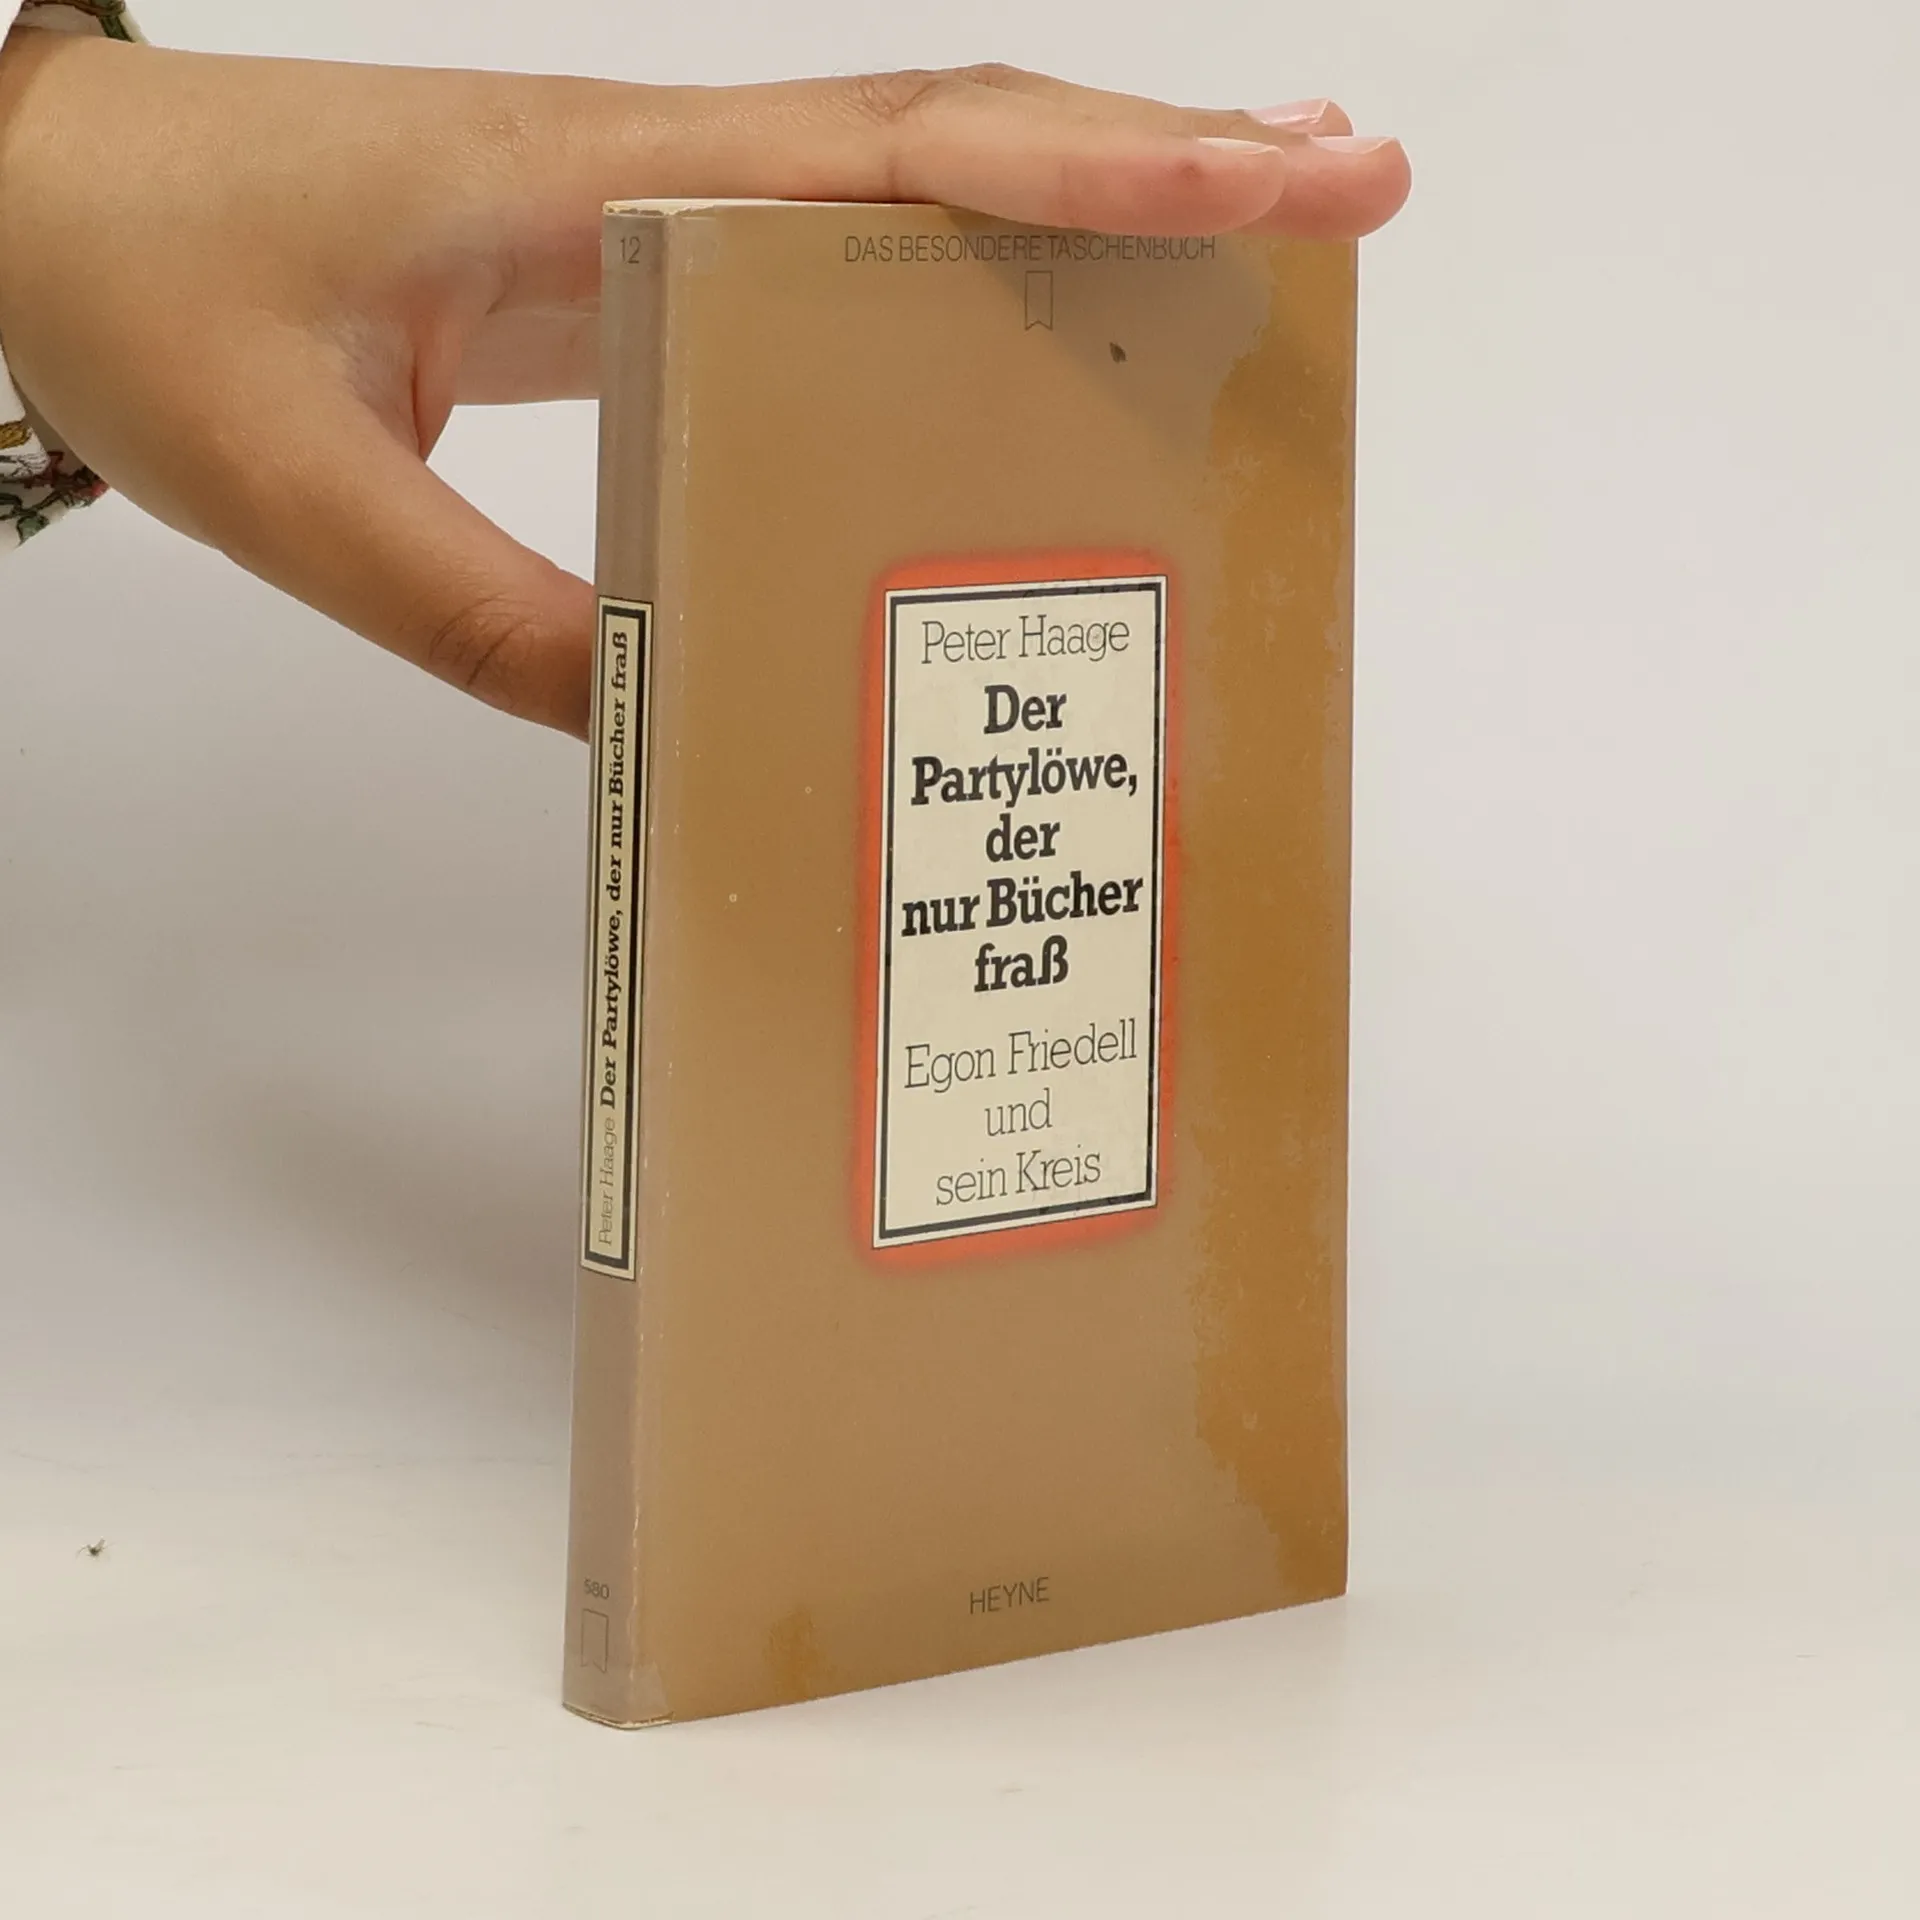 12
DAS BESONDERE TASCHENBUCH
Peter Haage
Der
Partylöwe,
der
nur Bücher
fraß
Egon Friedell
und
sein Kreis
HEYNE
Peter Haage Der Partylöwe, der nur Bücher fraß
580